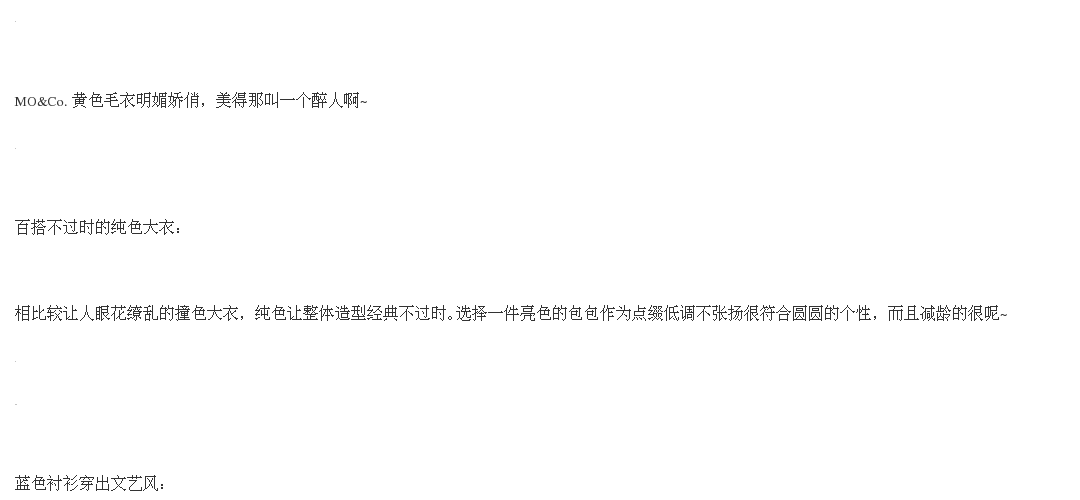 MO&Co. 黄色毛衣明媚娇俏，美得那叫一个醉人啊~
百搭不过时的纯色大衣：
相比较让人眼花缭乱的撞色大衣，纯色让整体造型经典不过时。选择一件亮色的包包作为点缀低调不张扬很符合圆圆的个性，而且减龄的很呢~
蓝色衬衫穿出文艺风：